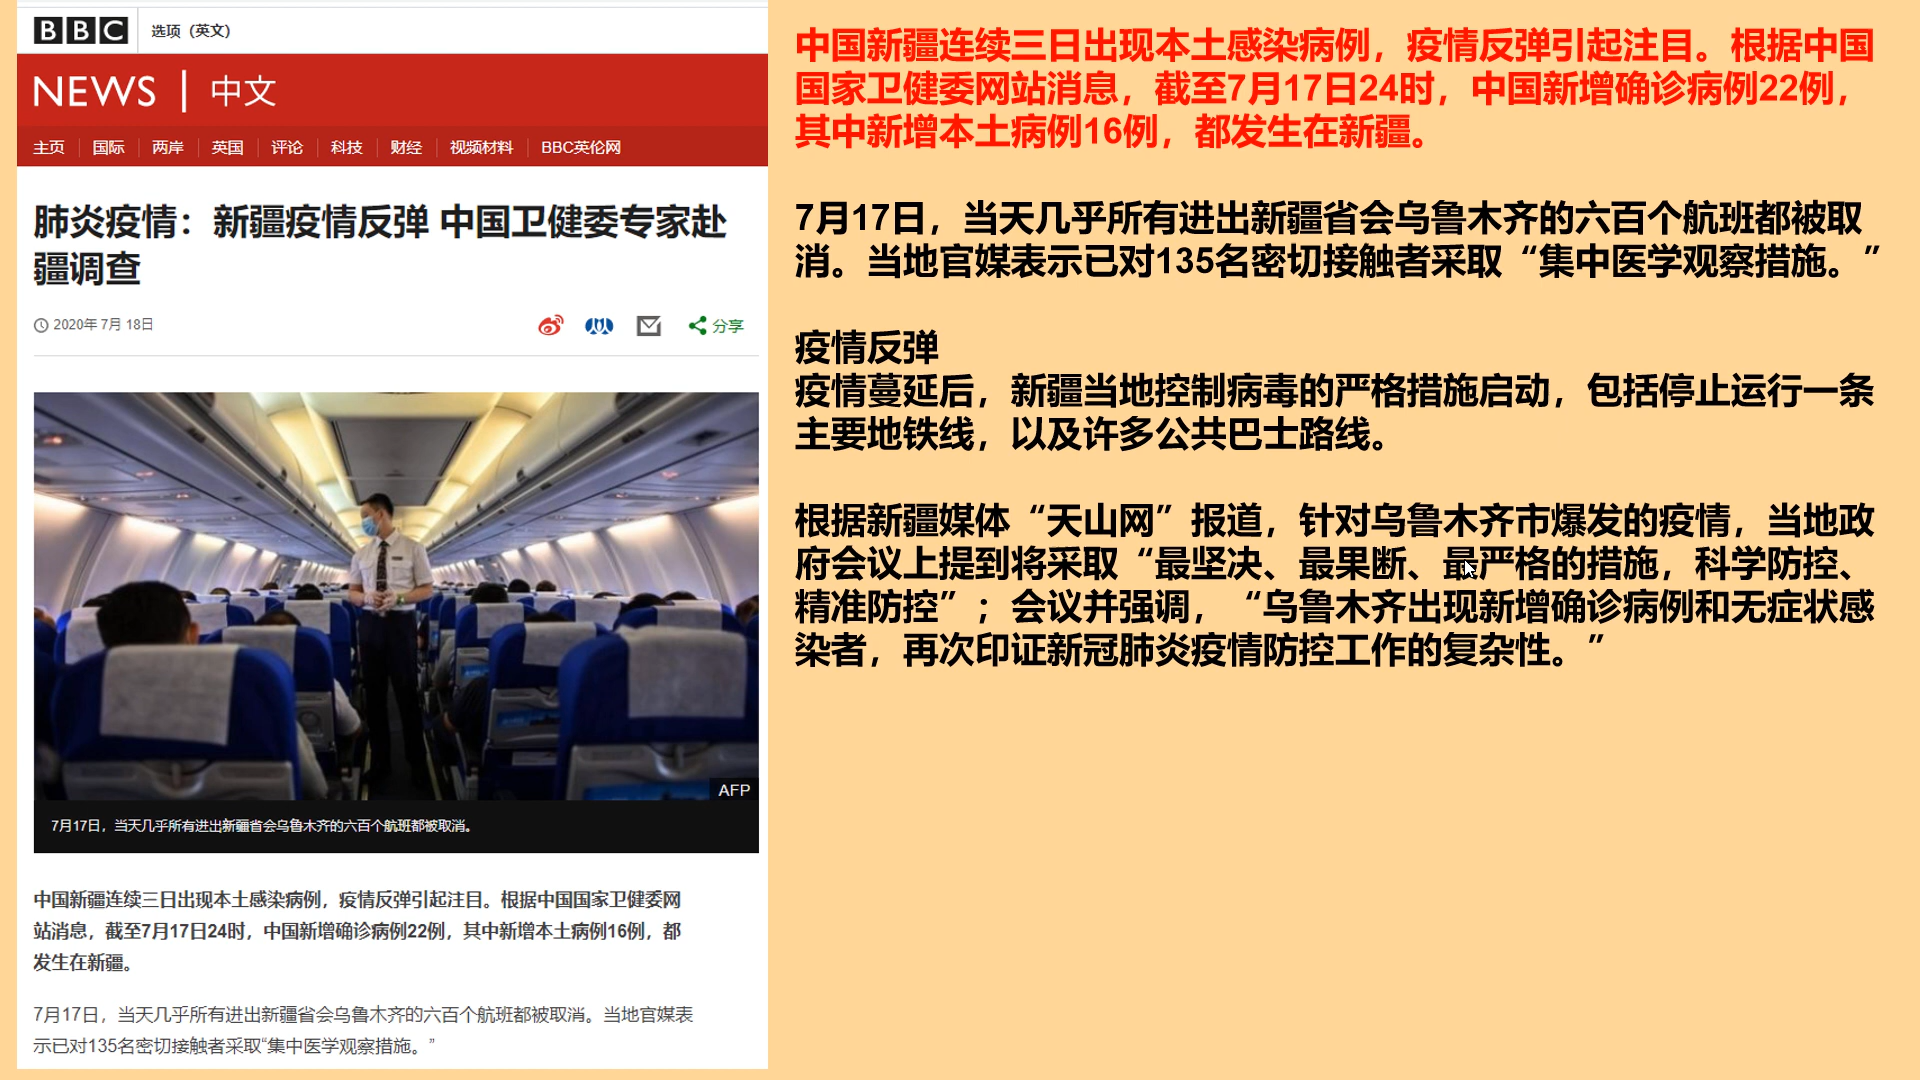 BBC 选项（英文）
NEWS | 中文
主页 国际 两岸 英国 评论 科技 财经 视频材料 BBC英伦网
肺炎疫情：新疆疫情反弹 中国卫健委专家赴
疆调查
2020年 7月 18日
分享
AFP
7月17日，当天几乎所有进出新疆省会乌鲁木齐的六百个航班都被取消。
中国新疆连续三日出现本土感染病例，疫情反弹引起注目。根据中国国家卫健委网
站消息，截至7月17日24时，中国新增确诊病例22例，其中新增本土病例16例，都
发生在新疆。
7月17日，当天几乎所有进出新疆省会乌鲁木齐的六百个航班都被取消。当地官媒表
示已对135名密切接触者采取“集中医学观察措施。”
中国新疆连续三日出现本土感染病例，疫情反弹引起注目。根据中国
国家卫健委网站消息，截至7月17日24时，中国新增确诊病例22例，
其中新增本土病例16例，都发生在新疆。
7月17日，当天几乎所有进出新疆省会乌鲁木齐的六百个航班都被取
消。当地官媒表示已对135名密切接触者采取“集中医学观察措施。”
疫情反弹
疫情蔓延后，新疆当地控制病毒的严格措施启动，包括停止运行一条
主要地铁线，以及许多公共巴士路线。
根据新疆媒体“天山网”报道，针对乌鲁木齐市爆发的疫情，当地政
府会议上提到将采取“最坚决、最果断、最严格的措施，科学防控、
精准防控”；会议并强调，“乌鲁木齐出现新增确诊病例和无症状感
染者，再次印证新冠肺炎疫情防控工作的复杂性。”